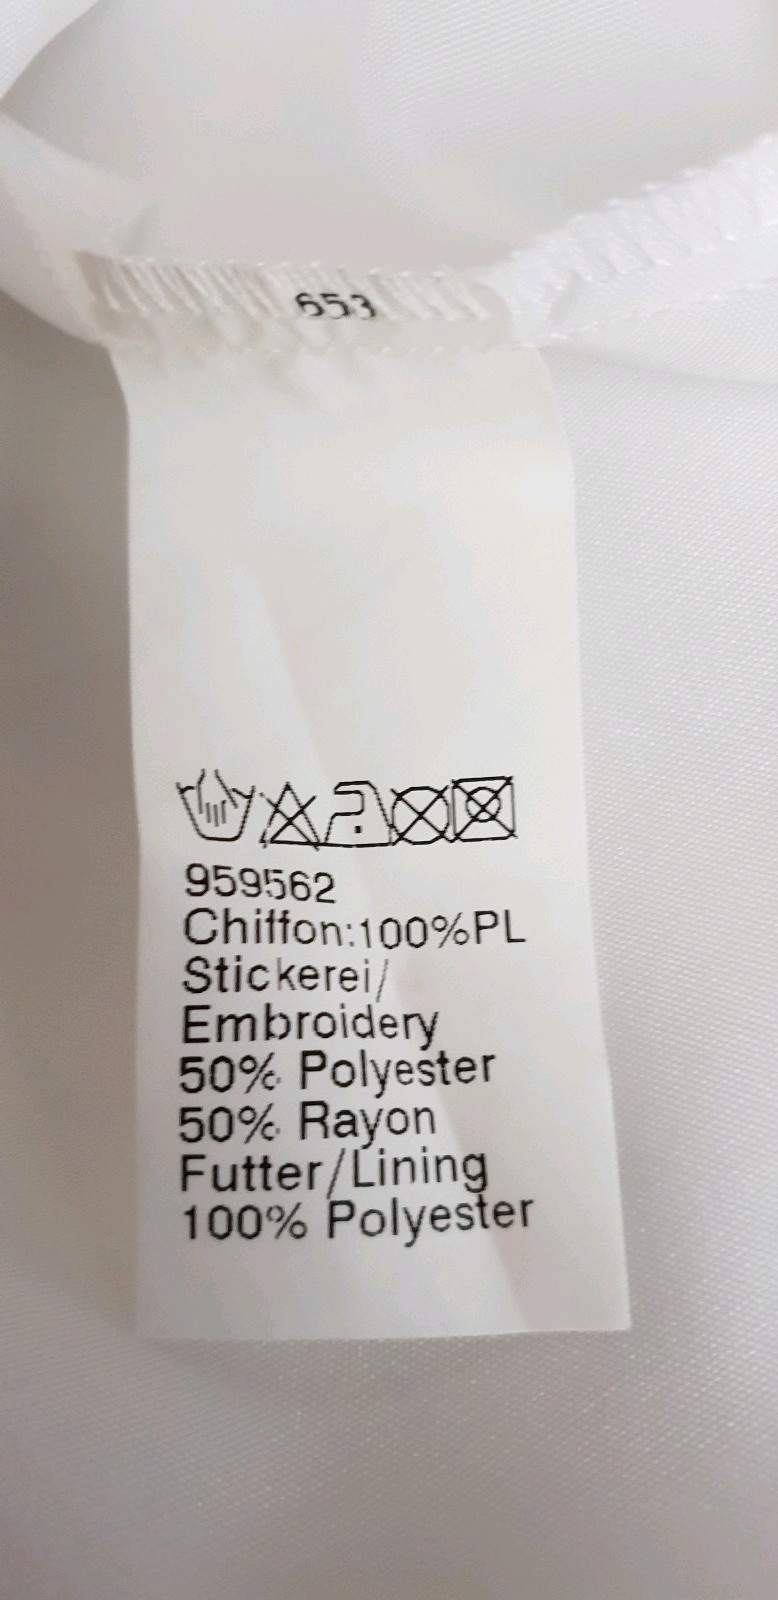 653
959562
Chiffon:100%PL
Stickerei/
Embroidery
50% Polyester
50% Rayon
Futter/Lining
100% Polyester